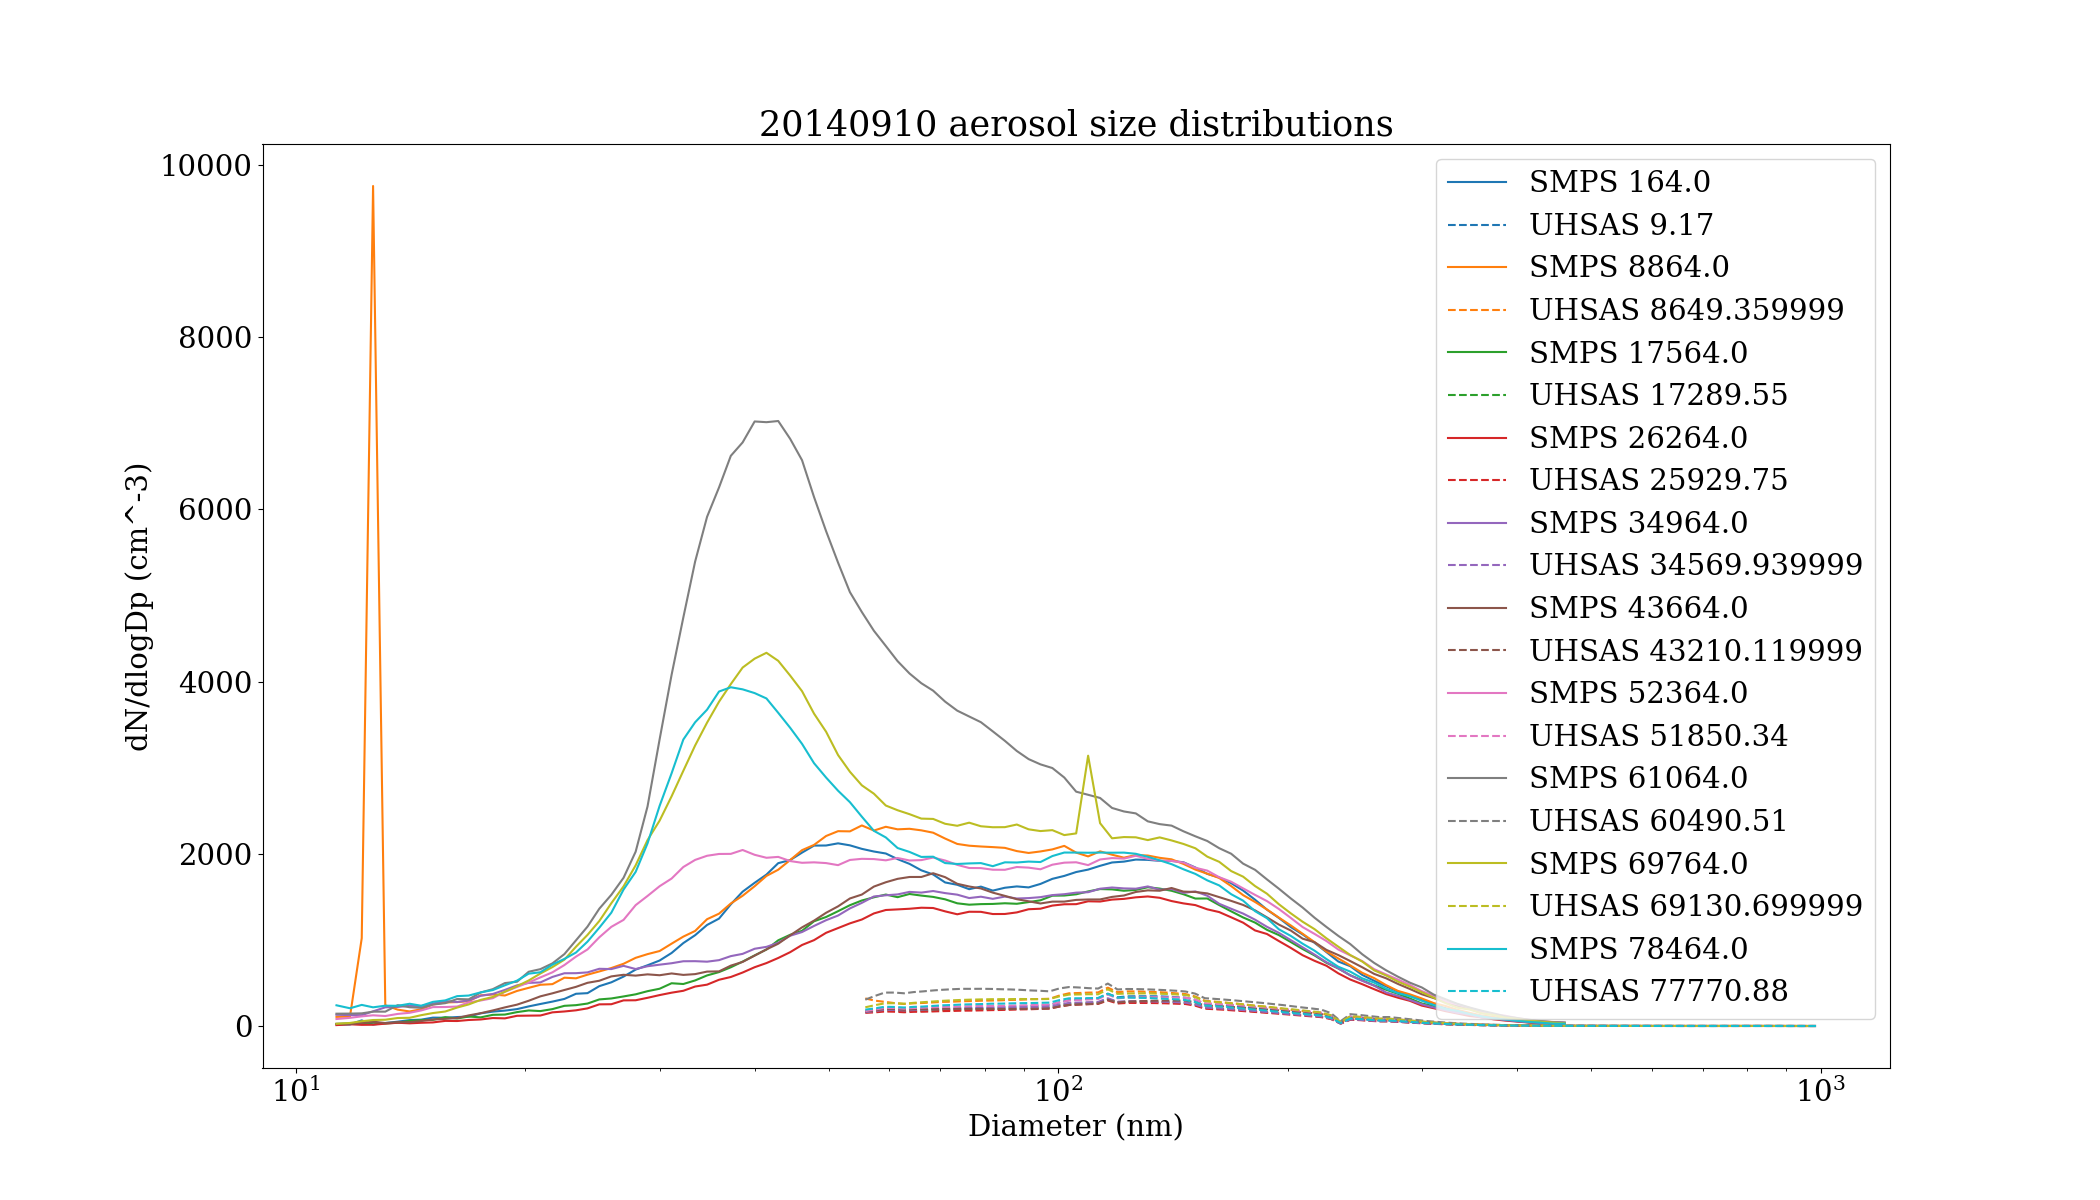 20140910 aerosol size distributions
10000
8000
6000
4000
2000
0
dN/dlogDp (cm^-3)
10^1
10^2
10^3
Diameter (nm)
SMPS 164.0
UHSAS 9.17
SMPS 8864.0
UHSAS 8649.359999
SMPS 17564.0
UHSAS 17289.55
SMPS 26264.0
UHSAS 25929.75
SMPS 34964.0
UHSAS 34569.939999
SMPS 43664.0
UHSAS 43210.119999
SMPS 52364.0
UHSAS 51850.34
SMPS 61064.0
UHSAS 60490.51
SMPS 69764.0
UHSAS 69130.699999
SMPS 78464.0
UHSAS 77770.88